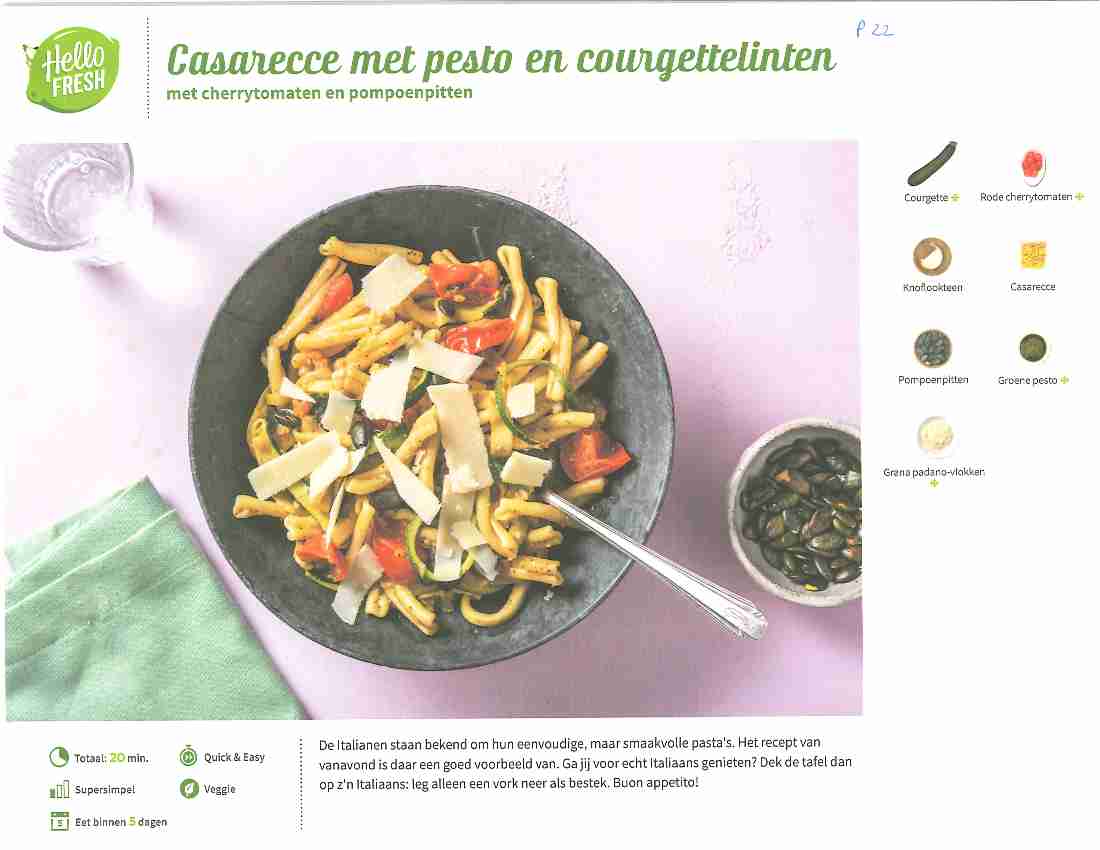 P 22
Hello
FRESH
Casarecce met pesto en courgettelinten
met cherrytomaten en pompoenpitten
Courgette
Rode cherrytomaten
Knoflookteen
Casarecce
Pompoenpitten
Groene pesto
Grana padano-vlokken
Totaal: 20 min.
Quick & Easy
Supersimpel
Veggie
5
Eet binnen 5 dagen
De Italianen staan bekend om hun eenvoudige, maar smaakvolle pasta's. Het recept van
vanavond is daar een goed voorbeeld van. Ga jij voor echt Italiaans genieten? Dek de tafel dan
op z'n Italiaans: leg alleen een vork neer als bestek. Buon appetito!